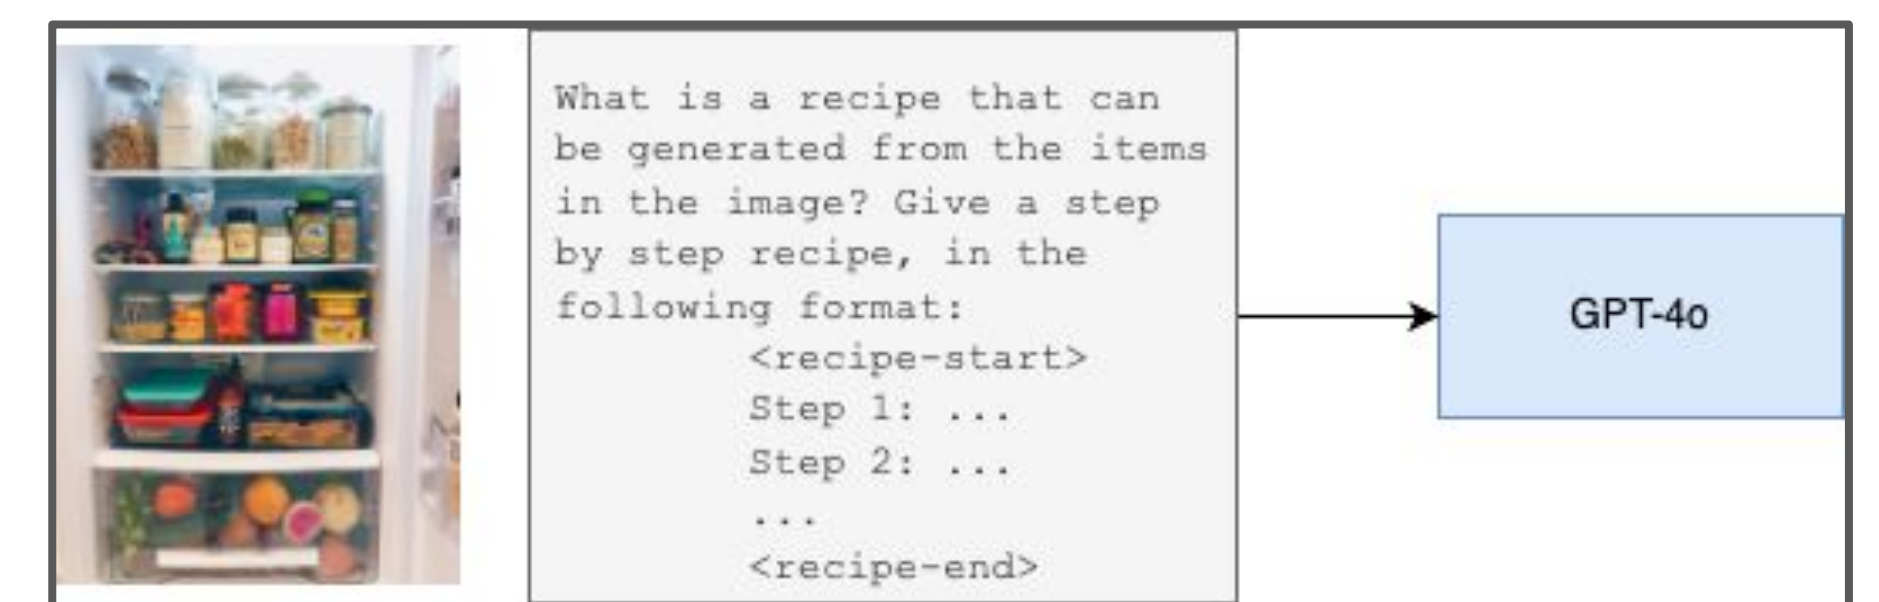 What is a recipe that can
be generated from the items
in the image? Give a step
by step recipe, in the
following format:
<recipe-start>
Step 1: ...
Step 2: ...
...
<recipe-end>
GPT-4o